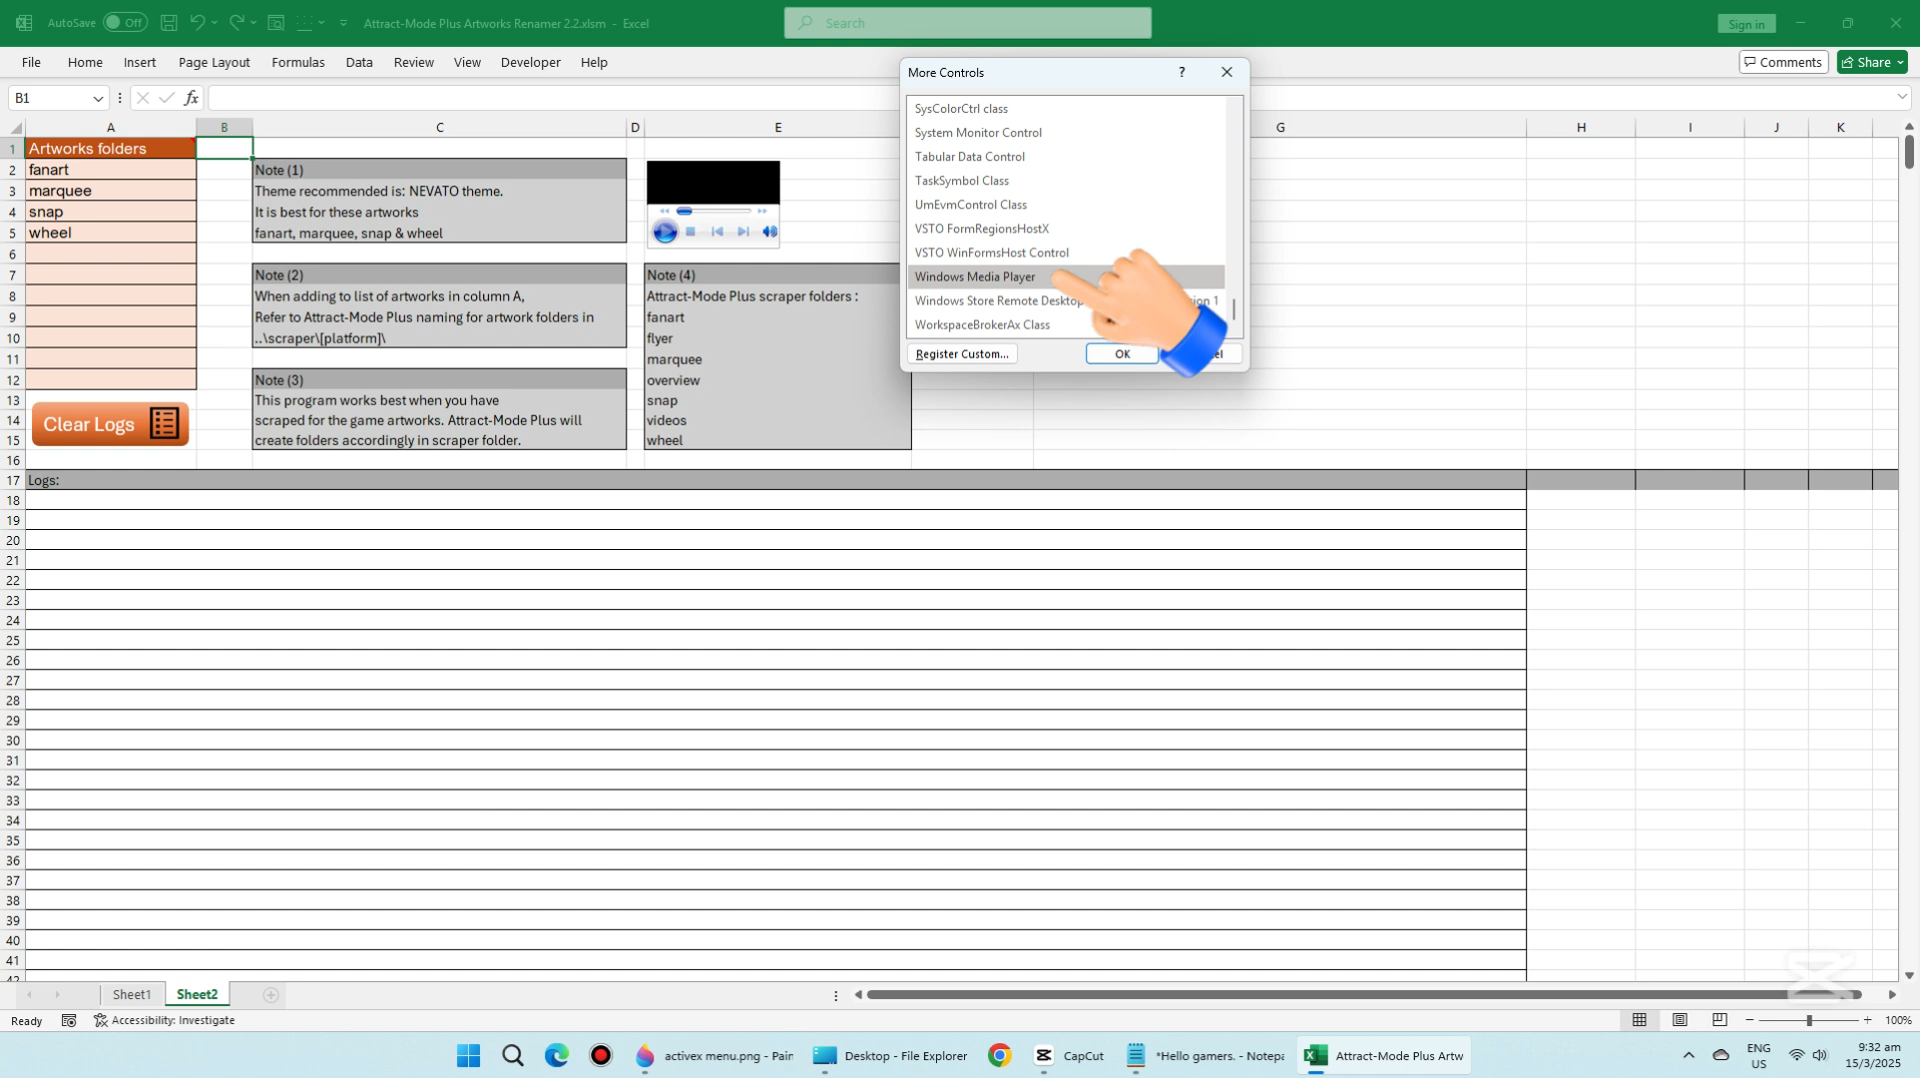 AutoSave Off Attract-Mode Plus Artworks Renamer 2.2.xlsm - Excel Search Sign in
File Home Insert Page Layout Formulas Data Review View Developer Help Comments Share
B1 fx
A B C D E G H I J K
More Controls ? 
SysColorCtrl class
System Monitor Control
Tabular Data Control
TaskSymbol Class
UmEvmControl Class
VSTO FormRegionsHostX
VSTO WinFormsHost Control
Windows Media Player
Windows Store Remote Desktop ion 1
WorkspaceBrokerAx Class
Register Custom... OK el
1 Artworks folders
2 fanart
3 marquee
4 snap
5 wheel
6
7
8
9
10
11
12
13
14
15
16
Clear Logs
Note (1)
Theme recommended is: NEVATO theme.
It is best for these artworks
fanart, marquee, snap & wheel
Note (2)
When adding to list of artworks in column A,
Refer to Attract-Mode Plus naming for artwork folders in
..\scraper\[platform]\
Note (3)
This program works best when you have
scraped for the game artworks. Attract-Mode Plus will
create folders accordingly in scraper folder.
Note (4)
Attract-Mode Plus scraper folders :
fanart
flyer
marquee
overview
snap
videos
wheel
17 Logs:
18
19
20
21
22
23
24
25
26
27
28
29
30
31
32
33
34
35
36
37
38
39
40
41
42
Sheet1 Sheet2
Ready Accessibility: Investigate 100%
activex menu.png - Pain Desktop - File Explorer CapCut *Hello gamers. - Notepa Attract-Mode Plus Artw
ENG
US
9:32 am
15/3/2025